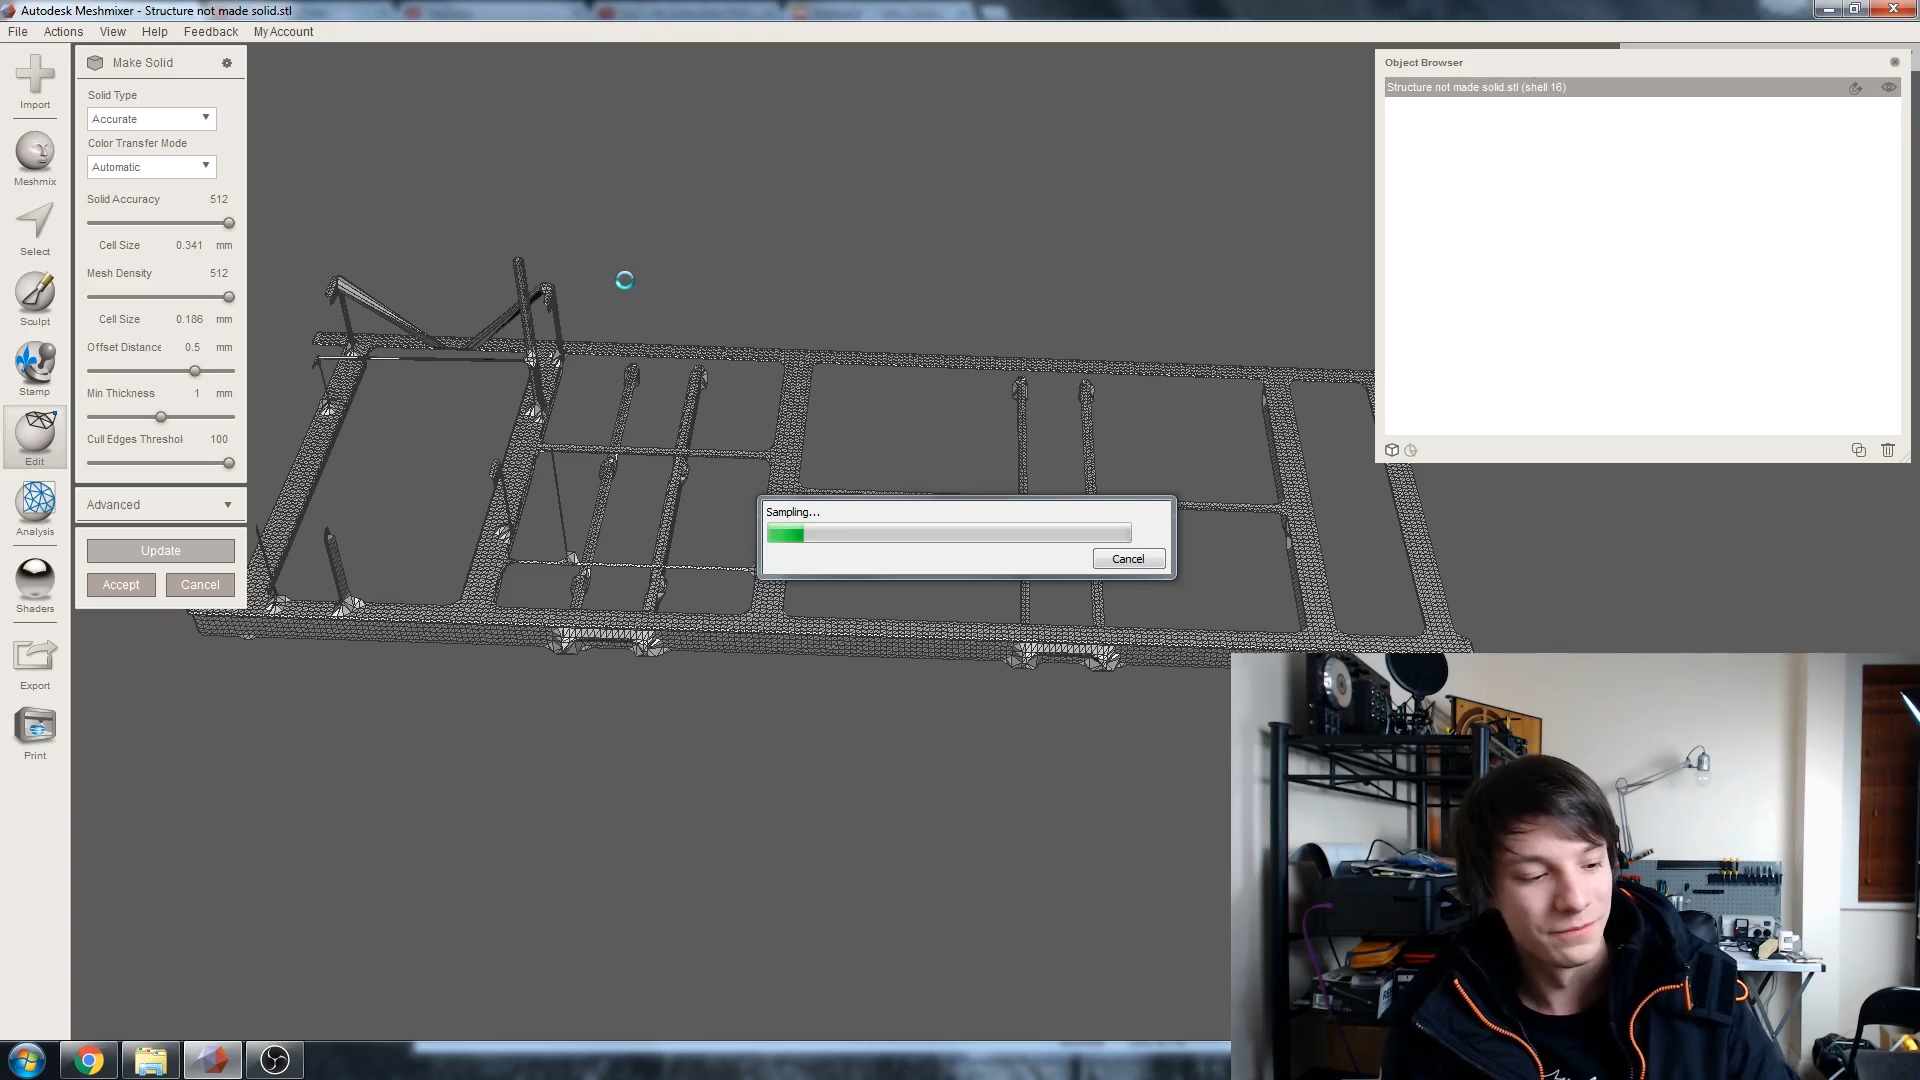 Autodesk Meshmixer - Structure not made solid.stl
File Actions View Help Feedback My Account
Import
Meshmix
Select
Sculpt
Stamp
Edit
Analysis
Shaders
Export
Print
Make Solid
Solid Type
Accurate
Color Transfer Mode
Automatic
Solid Accuracy 512
Cell Size 0.341 mm
Mesh Density 512
Cell Size 0.186 mm
Offset Distance 0.5 mm
Min Thickness 1 mm
Cull Edges Threshol 100
Advanced
Update
Accept Cancel
Sampling...
Cancel
Object Browser
Structure not made solid.stl (shell 16)